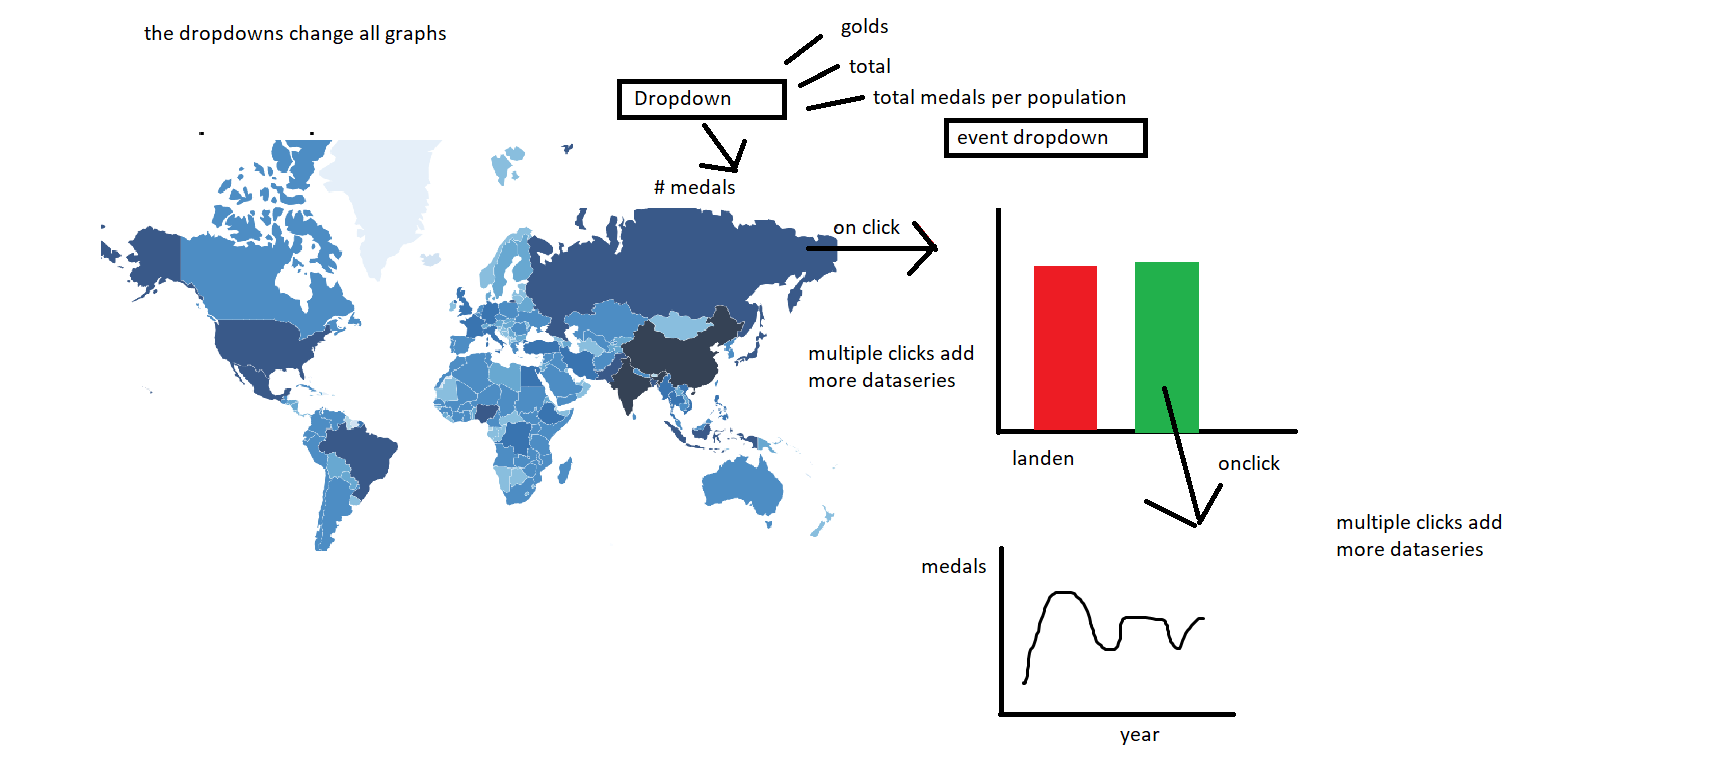 the dropdowns change all graphs
golds
total
Dropdown
total medals per population
event dropdown
# medals
on click
multiple clicks add
more dataseries
landen
onclick
multiple clicks add
more dataseries
medals
year